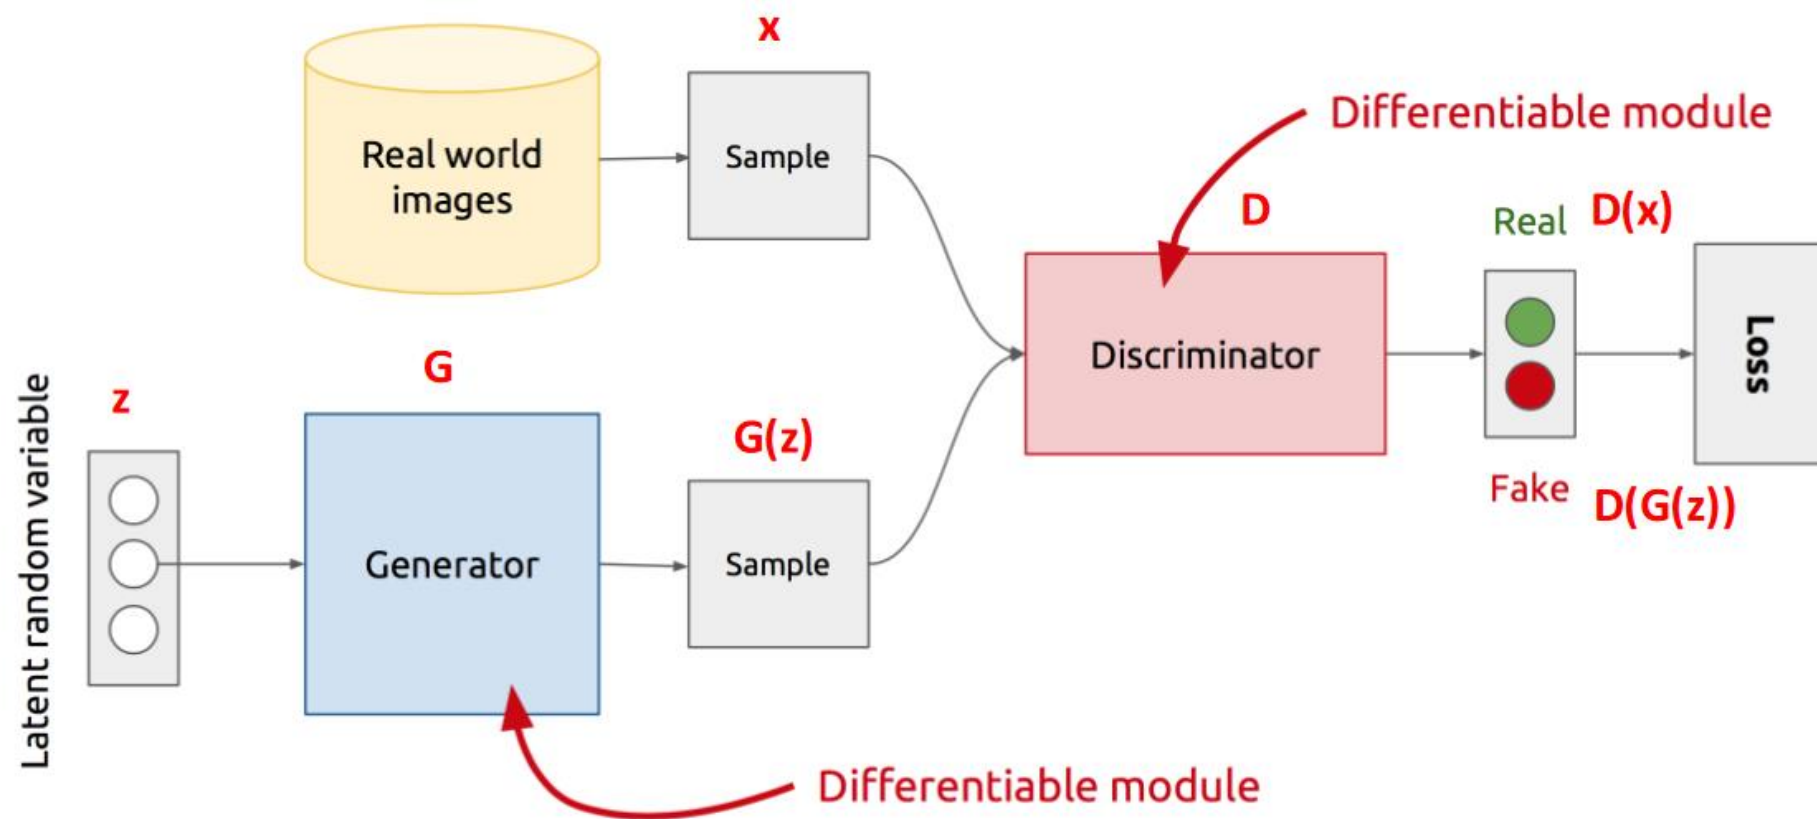 x
Real world
images
Sample
Differentiable module
D
Real
D(x)
Discriminator
Loss
Fake
D(G(z))
Latent random variable
z
G
Generator
G(z)
Sample
Differentiable module